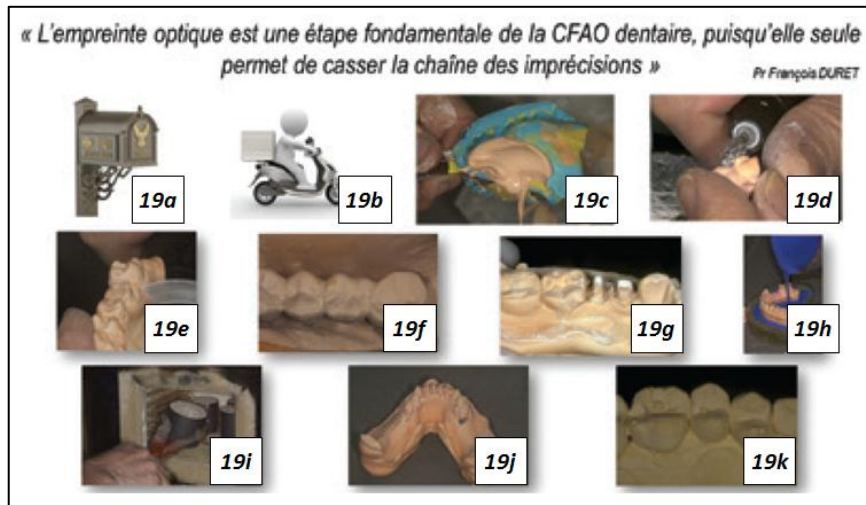 « L'empreinte optique est une étape fondamentale de la CFAO dentaire, puisqu'elle seule
permet de casser la chaîne des imprécisions »
Pr François DURET
19a
19b
19c
19d
19e
19f
19g
19h
19i
19j
19k